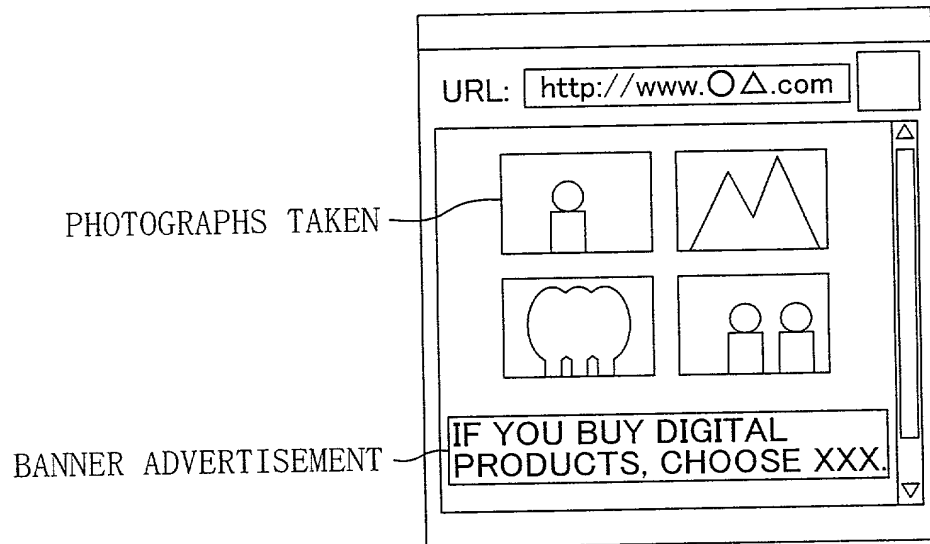 URL: http://www.○△.com
PHOTOGRAPHS TAKEN
IF YOU BUY DIGITAL
PRODUCTS, CHOOSE XXX.
BANNER ADVERTISEMENT